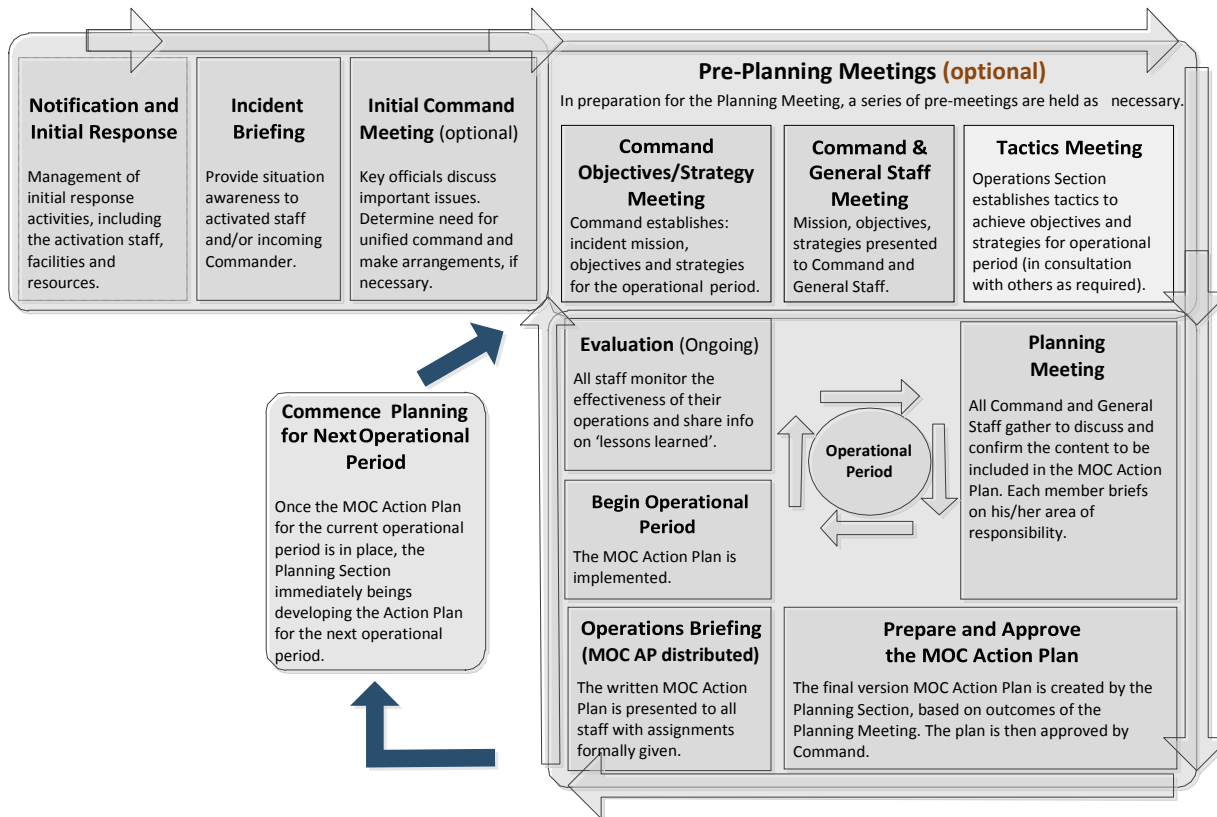 Notification and
Initial Response
Management of
initial response
activities, including
the activation staff,
facilities and
resources.
Incident
Briefing
Provide situation
awareness to
activated staff
and/or incoming
Commander.
Initial Command
Meeting (optional)
Key officials discuss
important issues.
Determine need for
unified command and
make arrangements, if
necessary.
Pre-Planning Meetings (optional)
In preparation for the Planning Meeting, a series of pre-meetings are held as necessary.
Command
Objectives/Strategy
Meeting
Command establishes:
incident mission,
objectives and strategies
for the operational period.
Command &
General Staff
Meeting
Mission, objectives,
strategies presented
to Command and
General Staff.
Tactics Meeting
Operations Section
establishes tactics to
achieve objectives and
strategies for operational
period (in consultation
with others as required).
Evaluation (Ongoing)
All staff monitor the
effectiveness of their
operations and share info
on ‘lessons learned’.
Operational
Period
Planning
Meeting
All Command and General
Staff gather to discuss and
confirm the content to be
included in the MOC Action
Plan. Each member briefs
on his/her area of
responsibility.
Commence Planning
for Next Operational
Period
Once the MOC Action Plan
for the current operational
period is in place, the
Planning Section
immediately beings
developing the Action Plan
for the next operational
period.
Begin Operational
Period
The MOC Action Plan is
implemented.
Operations Briefing
(MOC AP distributed)
The written MOC Action
Plan is presented to all
staff with assignments
formally given.
Prepare and Approve
the MOC Action Plan
The final version MOC Action Plan is created by the
Planning Section, based on outcomes of the
Planning Meeting. The plan is then approved by
Command.